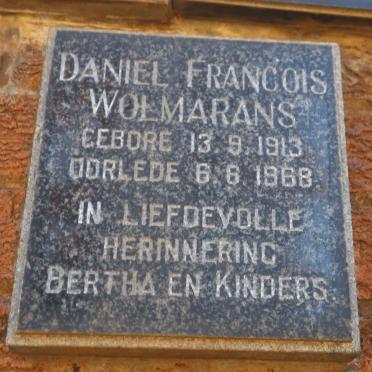 DANIEL FRANCOIS
WOLMARANS
GEBORE 13.9.1913
OORLEDE 6.6.1968
IN LIEFDEVOLLE
HERINNERING
BERTHA EN KINDERS